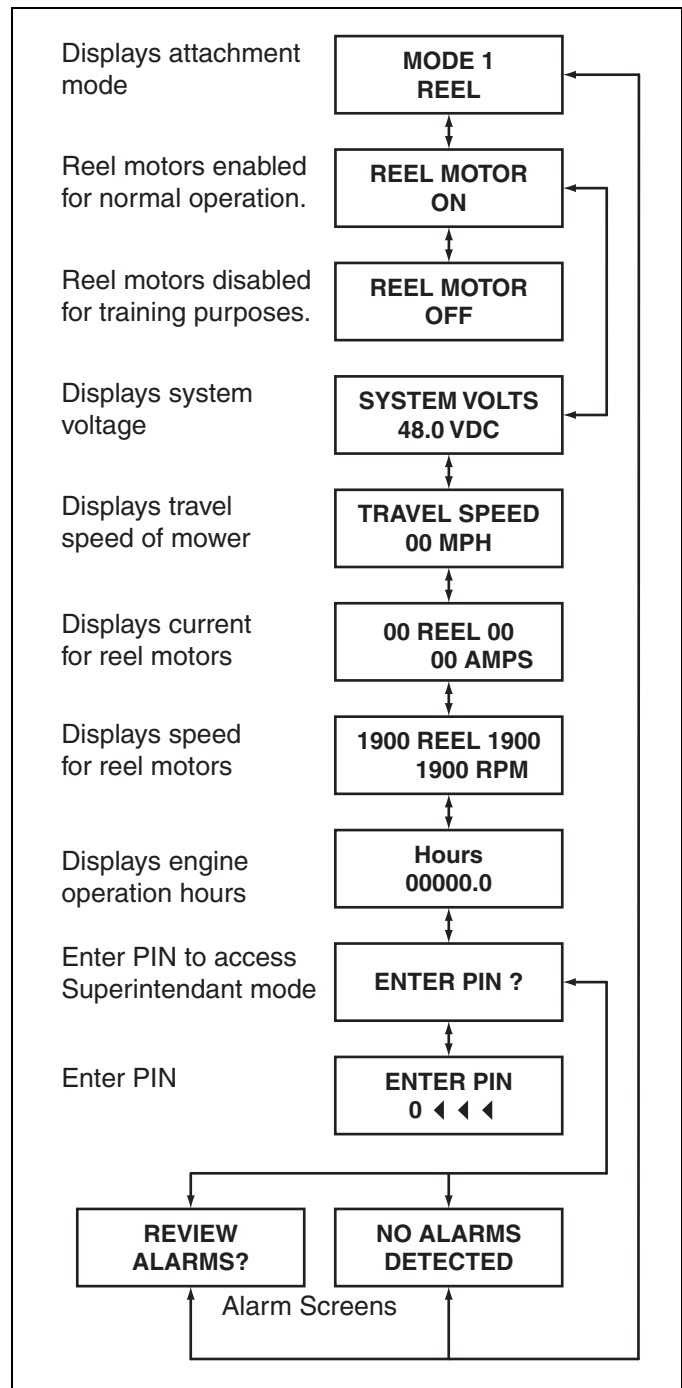 Displays attachment
mode
MODE 1
REEL
Reel motors enabled
for normal operation.
REEL MOTOR
ON
Reel motors disabled
for training purposes.
REEL MOTOR
OFF
Displays system
voltage
SYSTEM VOLTS
48.0 VDC
Displays travel
speed of mower
TRAVEL SPEED
00 MPH
Displays current
for reel motors
00 REEL 00
00 AMPS
Displays speed
for reel motors
1900 REEL 1900
1900 RPM
Displays engine
operation hours
Hours
00000.0
Enter PIN to access
Superintendant mode
ENTER PIN ?
Enter PIN
ENTER PIN
0 ◀ ◀ ◀
REVIEW
ALARMS?
NO ALARMS
DETECTED
Alarm Screens